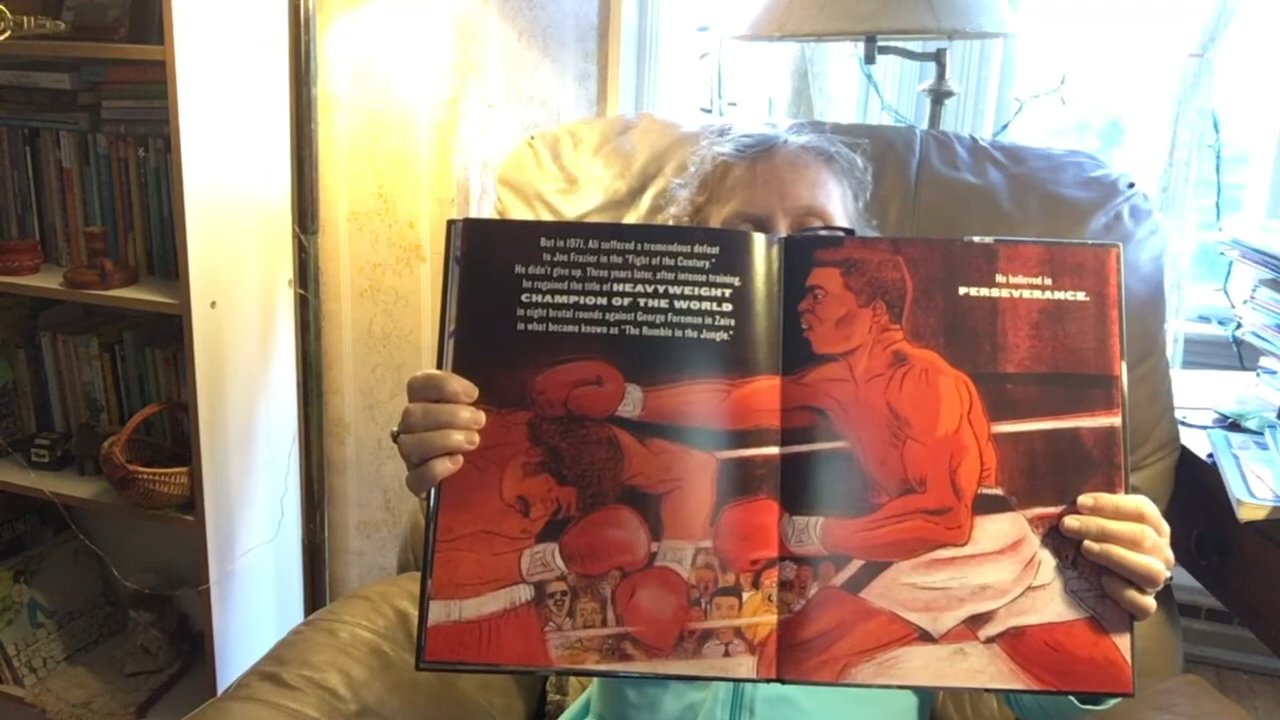 But in 1971, Ali suffered a tremendous defeat
to Joe Frazier in the "Fight of the Century."
He didn't give up. Three years later, after intense training,
he regained the title of HEAVYWEIGHT
CHAMPION OF THE WORLD
in eight brutal rounds against George Foreman in Zaire
in what became known as "The Rumble in the Jungle."
He believed in
PERSEVERANCE.